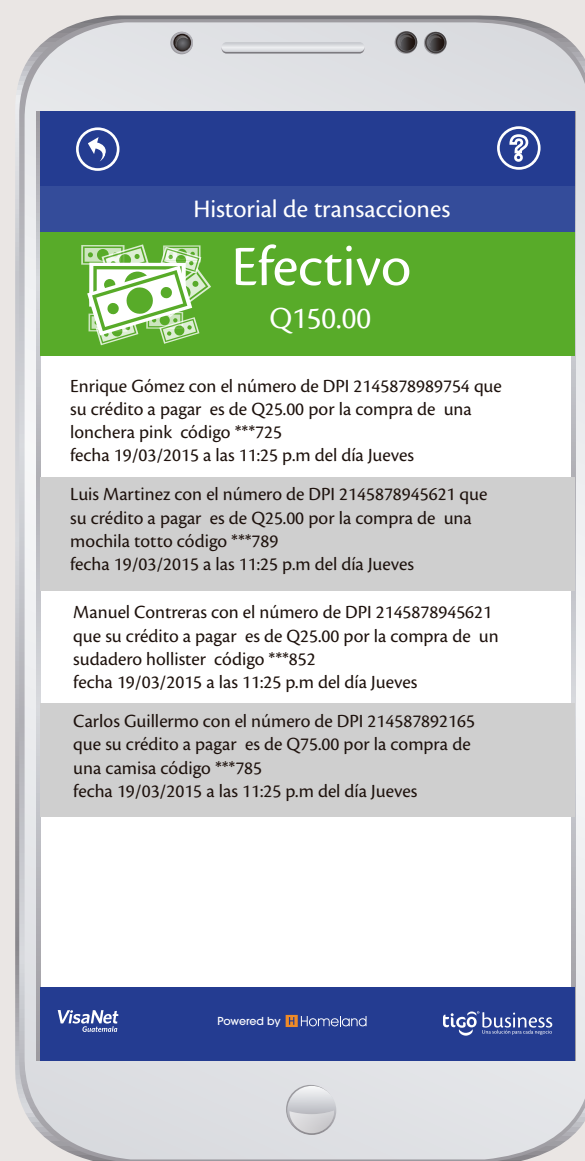 Historial de transacciones
Efectivo
Q150.00
Enrique Gómez con el número de DPI 2145878989754 que
su crédito a pagar es de Q25.00 por la compra de una
lonchera pink código ***725
fecha 19/03/2015 a las 11:25 p.m del día Jueves
Luis Martinez con el número de DPI 2145878945621 que
su crédito a pagar es de Q25.00 por la compra de una
mochila totto código ***789
fecha 19/03/2015 a las 11:25 p.m del día Jueves
Manuel Contreras con el número de DPI 2145878945621
que su crédito a pagar es de Q25.00 por la compra de un
sudadero hollister código ***852
fecha 19/03/2015 a las 11:25 p.m del día Jueves
Carlos Guillermo con el número de DPI 214587892165
que su crédito a pagar es de Q75.00 por la compra de
una camisa código ***785
fecha 19/03/2015 a las 11:25 p.m del día Jueves
VisaNet
Guatemala
Powered by H Homeland
tigo business
Una solución para cada negocio